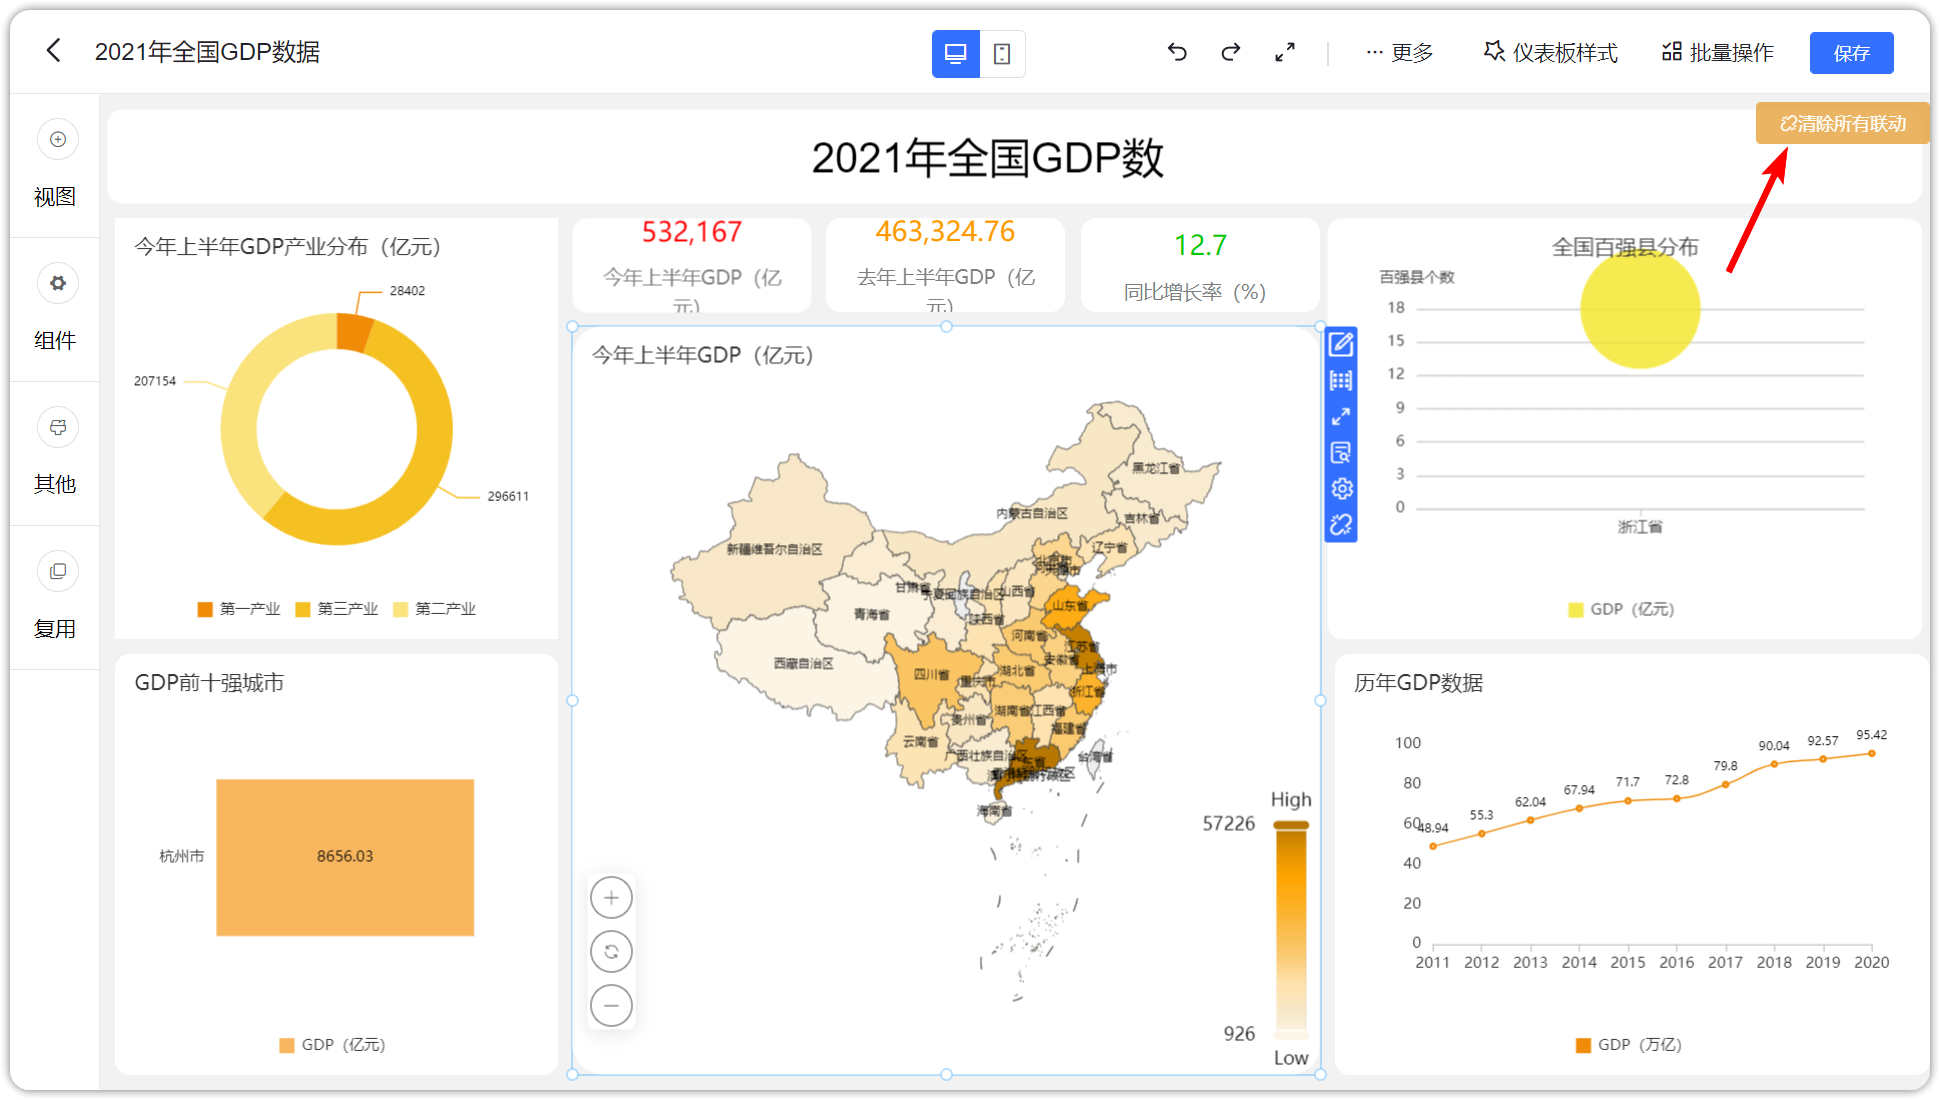 2021年全国GDP数据
更多
仪表板样式
批量操作
保存
清除所有联动
视图
组件
其他
复用
2021年全国GDP数
今年上半年GDP产业分布（亿元）
28402
207154
296611
第一产业
第三产业
第二产业
532,167
今年上半年GDP（亿
元）
463,324.76
去年上半年GDP（亿
元）
12.7
同比增长率（%）
全国百强县分布
百强县个数
18
15
12
9
6
3
0
浙江省
GDP（亿元）
今年上半年GDP（亿元）
黑龙江省
内蒙古自治区
吉林省
新疆维吾尔自治区
辽宁省
北京市
甘肃省
宁夏回族自治区
山西省
青海省
山东省
陕西省
河南省
江苏省
西藏自治区
安徽省
上海市
四川省
湖北省
重庆市
浙江省
湖南省
江西省
贵州省
福建省
云南省
广西壮族自治区
台湾省
海南省
High
57226
926
Low
GDP前十强城市
杭州市
8656.03
GDP（亿元）
历年GDP数据
100
80
60
40
20
0
48.94
55.3
62.04
67.94
71.7
72.8
79.8
90.04
92.57
95.42
2011
2012
2013
2014
2015
2016
2017
2018
2019
2020
GDP（万亿）